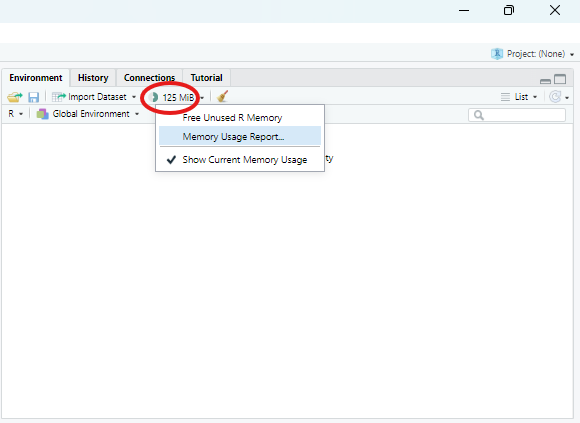 Project: (None)
Environment History Connections Tutorial
Import Dataset 125 MiB List
R Global Environment
Free Unused R Memory
Memory Usage Report...
Show Current Memory Usage
ty